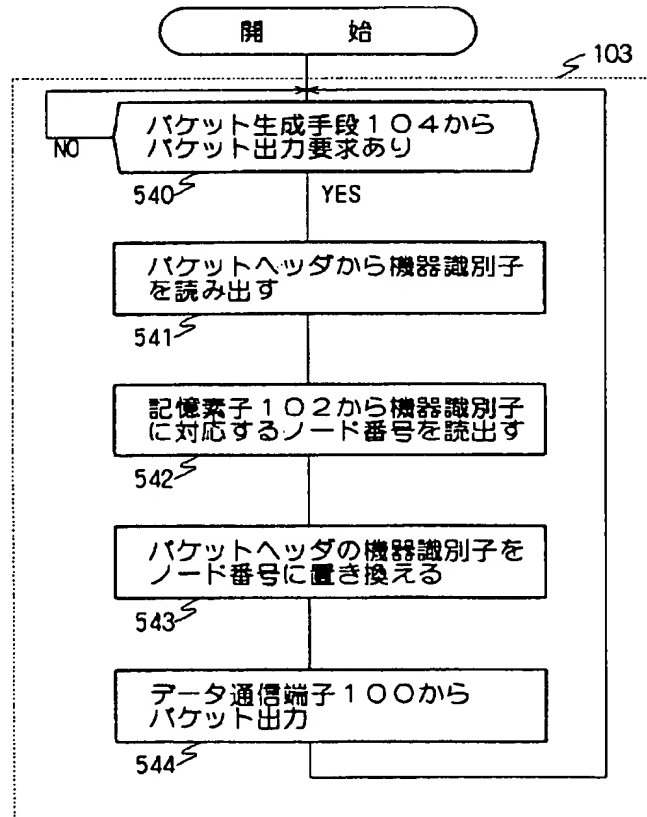 開　　　始
103
パケット生成手段１０４から
パケット出力要求あり
NO
540
YES
パケットヘッダから機器識別子
を読み出す
541
記憶素子１０２から機器識別子
に対応するノード番号を読出す
542
パケットヘッダの機器識別子を
ノード番号に置き換える
543
データ通信端子１００から
パケット出力
544